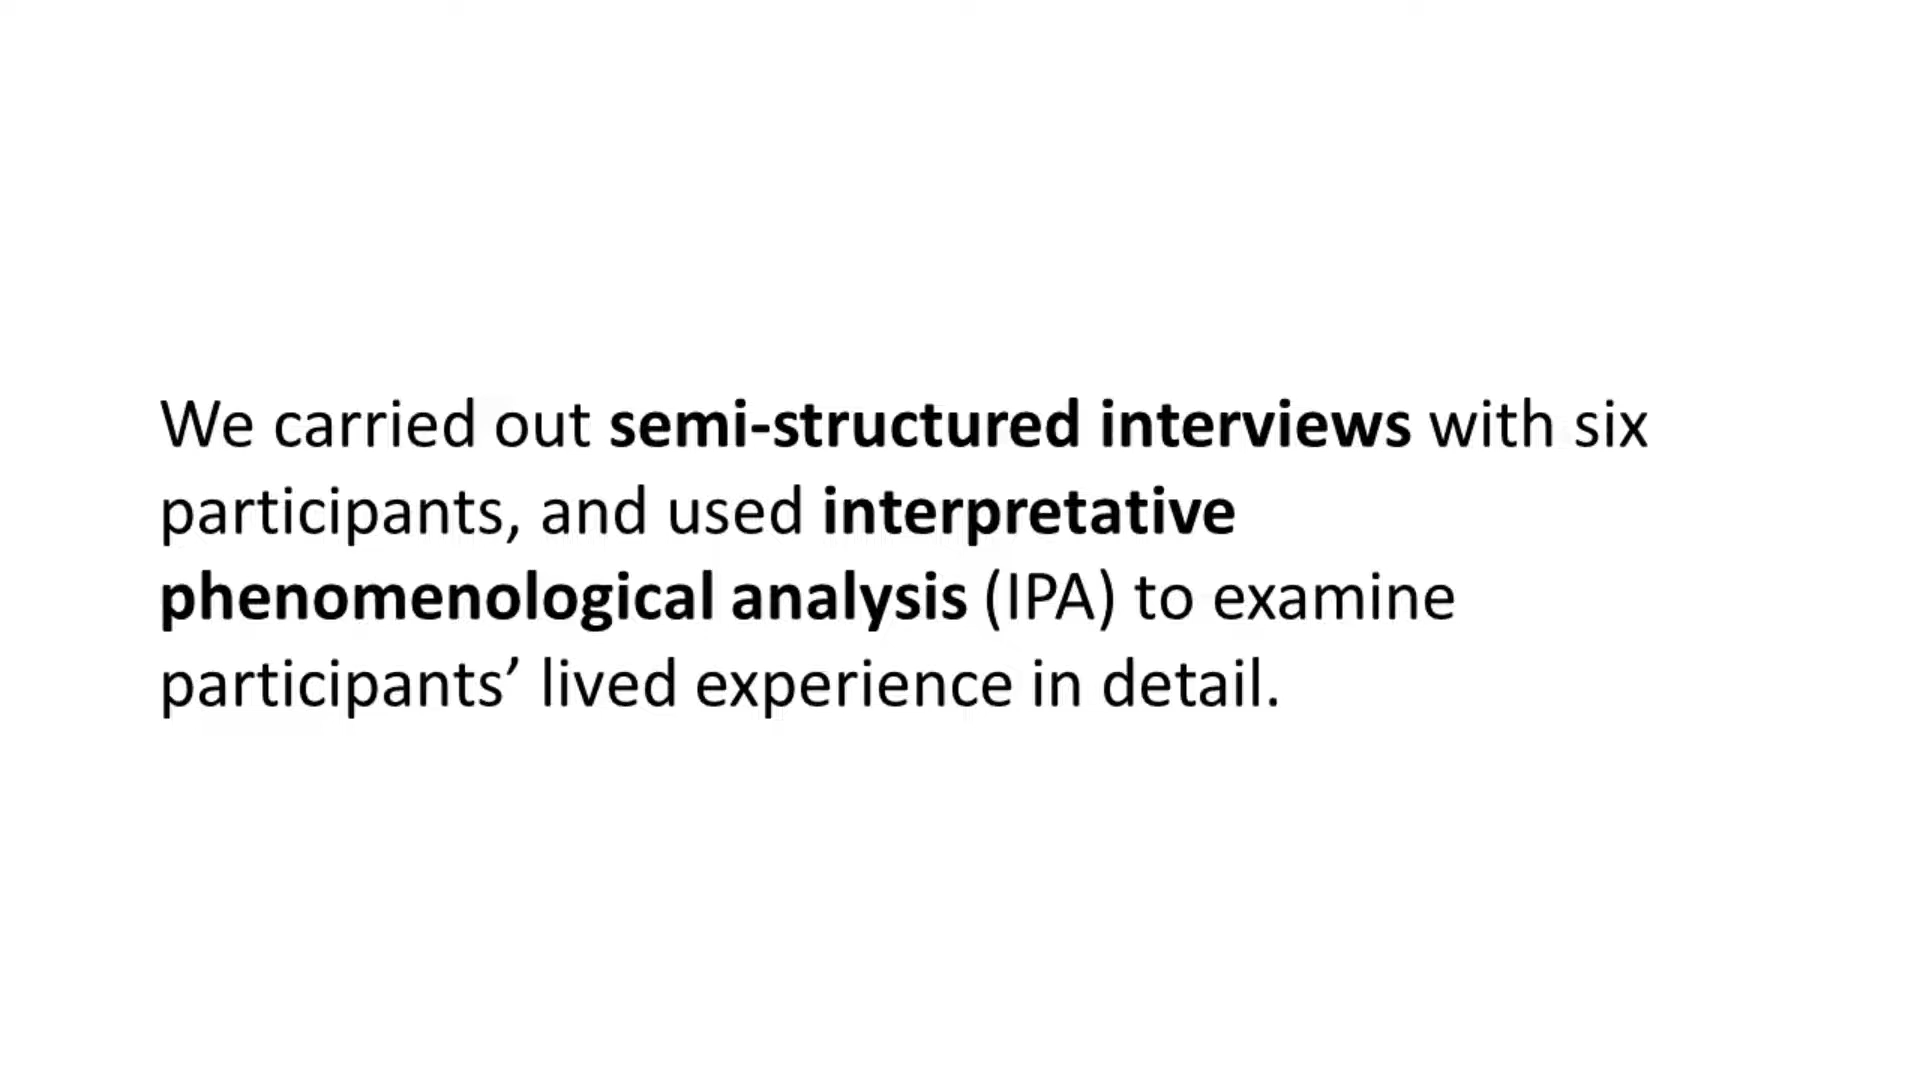 We carried out semi-structured interviews with six
participants, and used interpretative
phenomenological analysis (IPA) to examine
participants’ lived experience in detail.